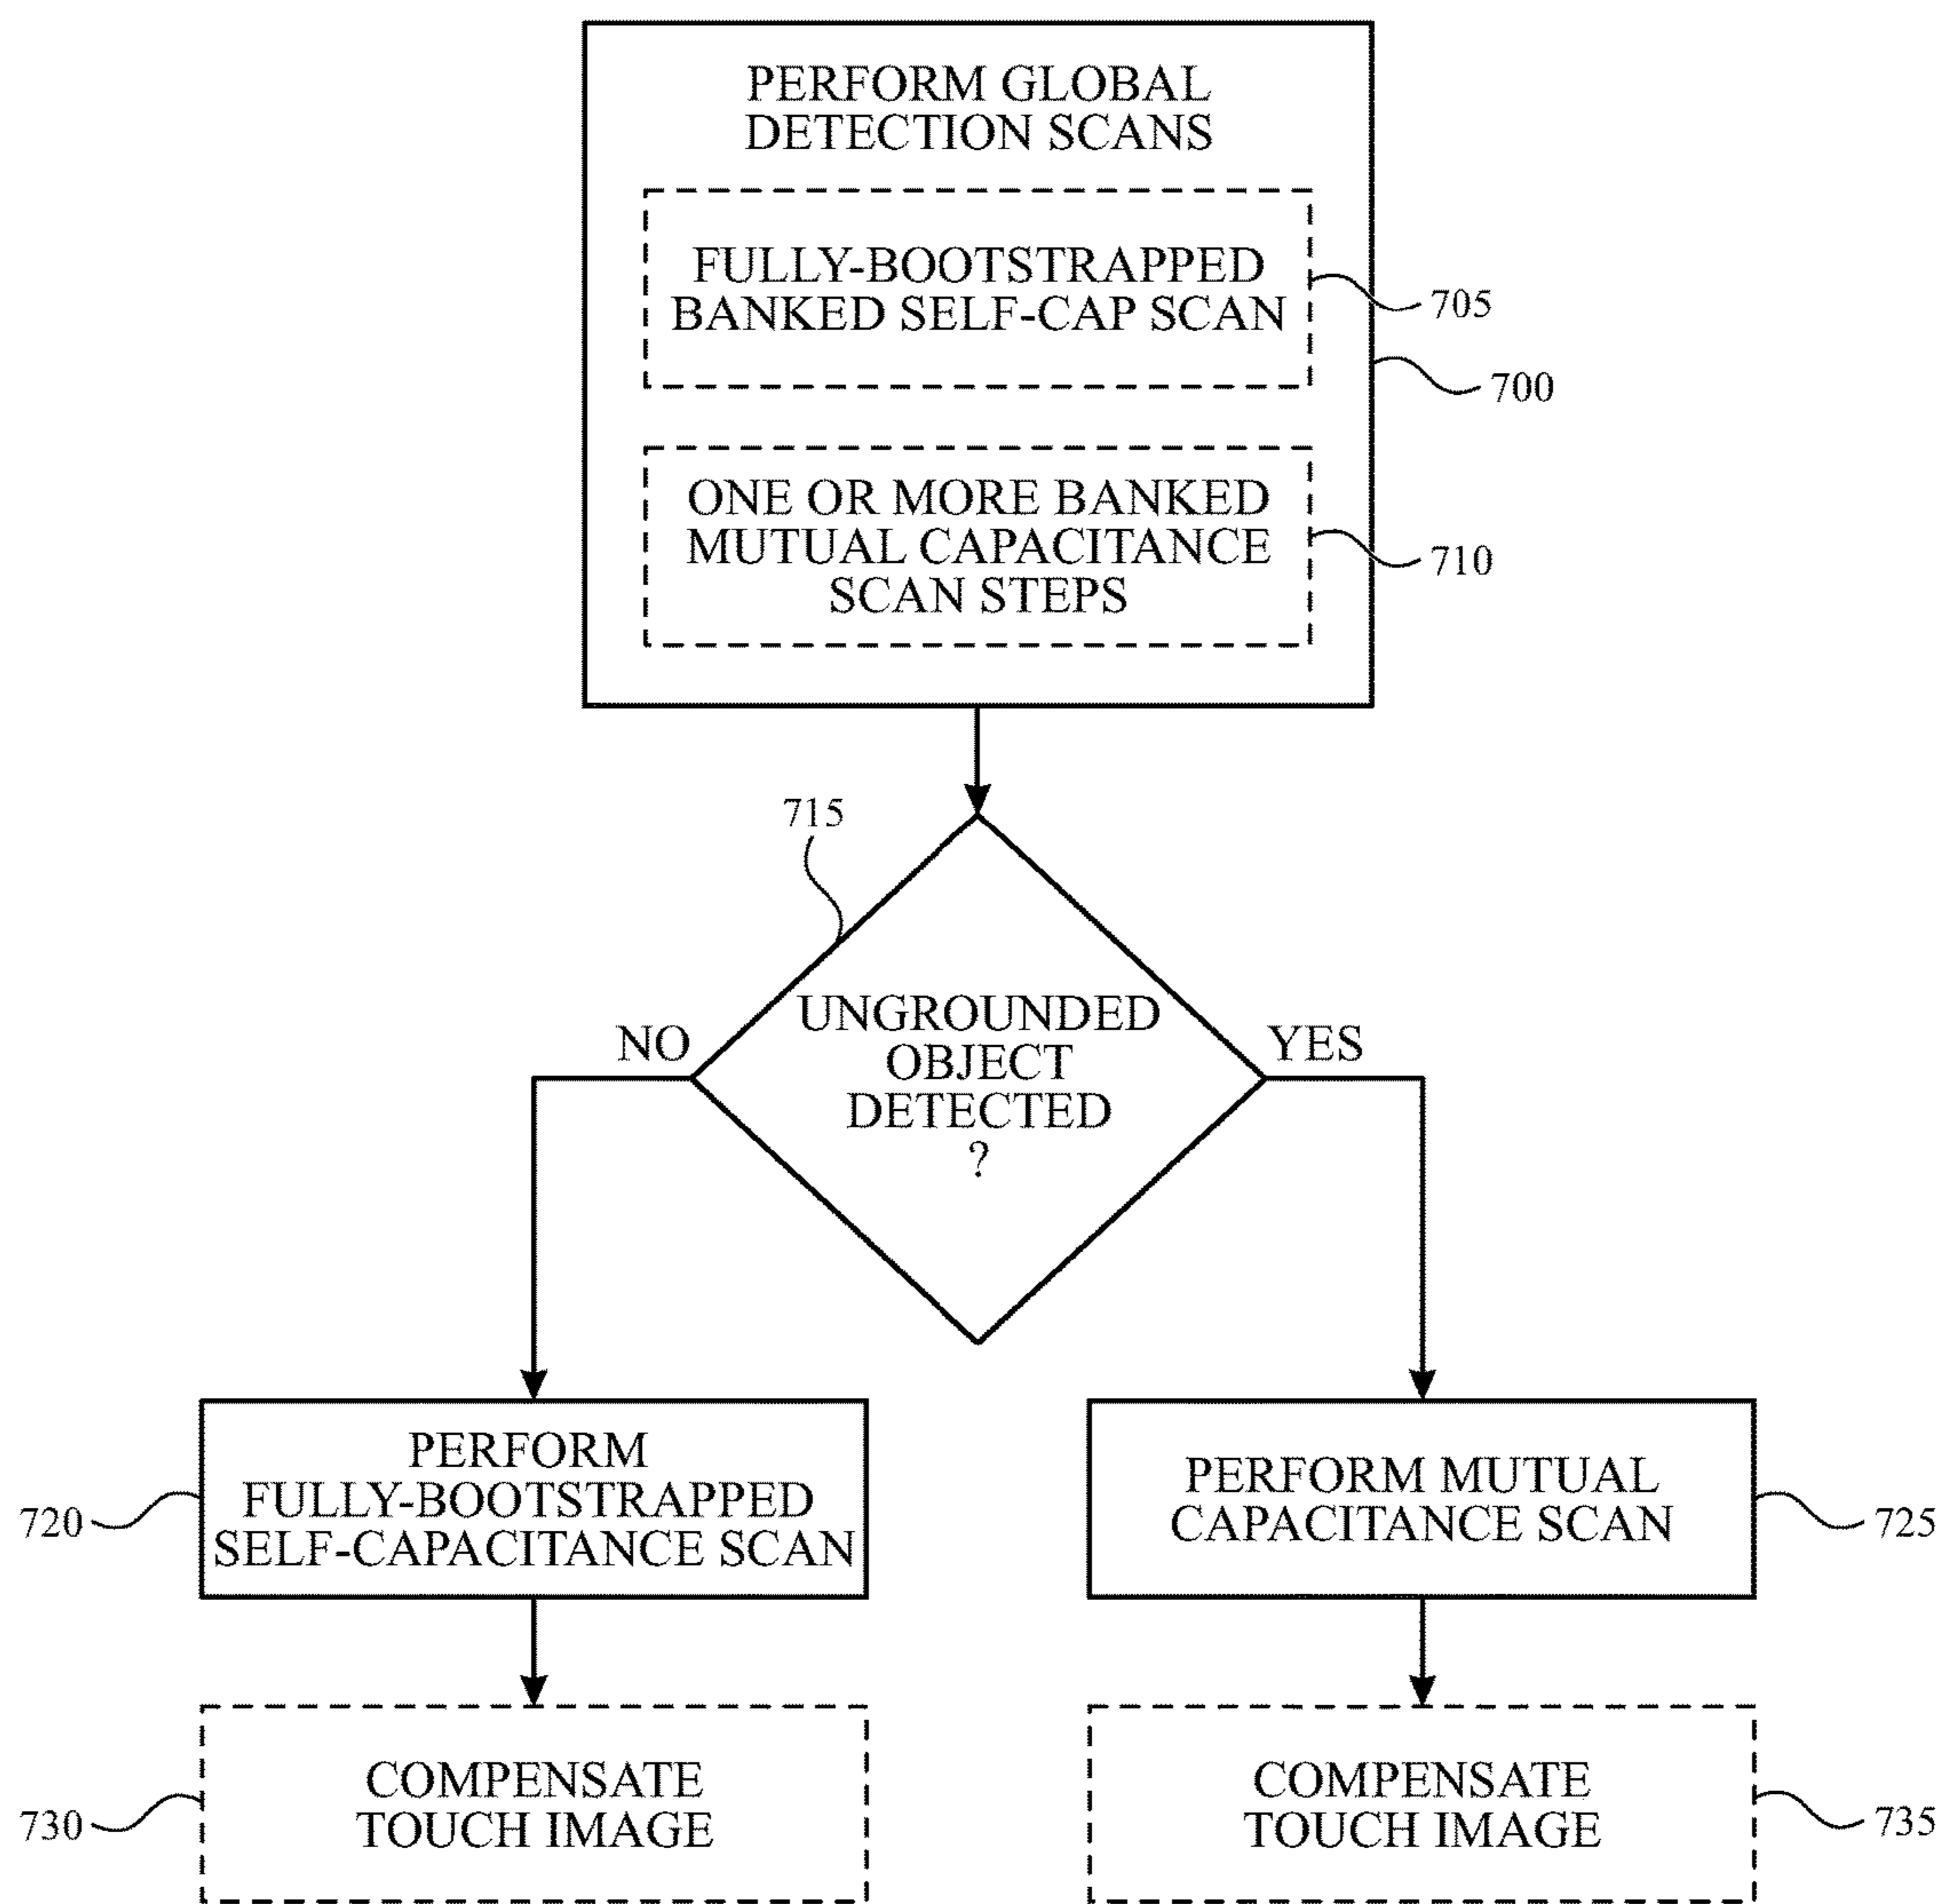 PERFORM GLOBAL
DETECTION SCANS
FULLY-BOOTSTRAPPED
BANKED SELF-CAP SCAN
705
700
ONE OR MORE BANKED
MUTUAL CAPACITANCE
SCAN STEPS
710
715
UNGROUNDED
OBJECT
DETECTED
?
NO
YES
PERFORM
FULLY-BOOTSTRAPPED
SELF-CAPACITANCE SCAN
720
PERFORM MUTUAL
CAPACITANCE SCAN
725
COMPENSATE
TOUCH IMAGE
730
COMPENSATE
TOUCH IMAGE
735